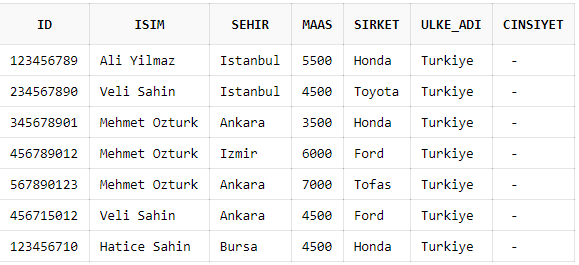 ID ISIM SEHIR MAAS SIRKET ULKE_ADI CINSIYET
123456789 Ali Yilmaz Istanbul 5500 Honda Turkiye -
234567890 Veli Sahin Istanbul 4500 Toyota Turkiye -
345678901 Mehmet Ozturk Ankara 3500 Honda Turkiye -
456789012 Mehmet Ozturk Izmir 6000 Ford Turkiye -
567890123 Mehmet Ozturk Ankara 7000 Tofas Turkiye -
456715012 Veli Sahin Ankara 4500 Ford Turkiye -
123456710 Hatice Sahin Bursa 4500 Honda Turkiye -